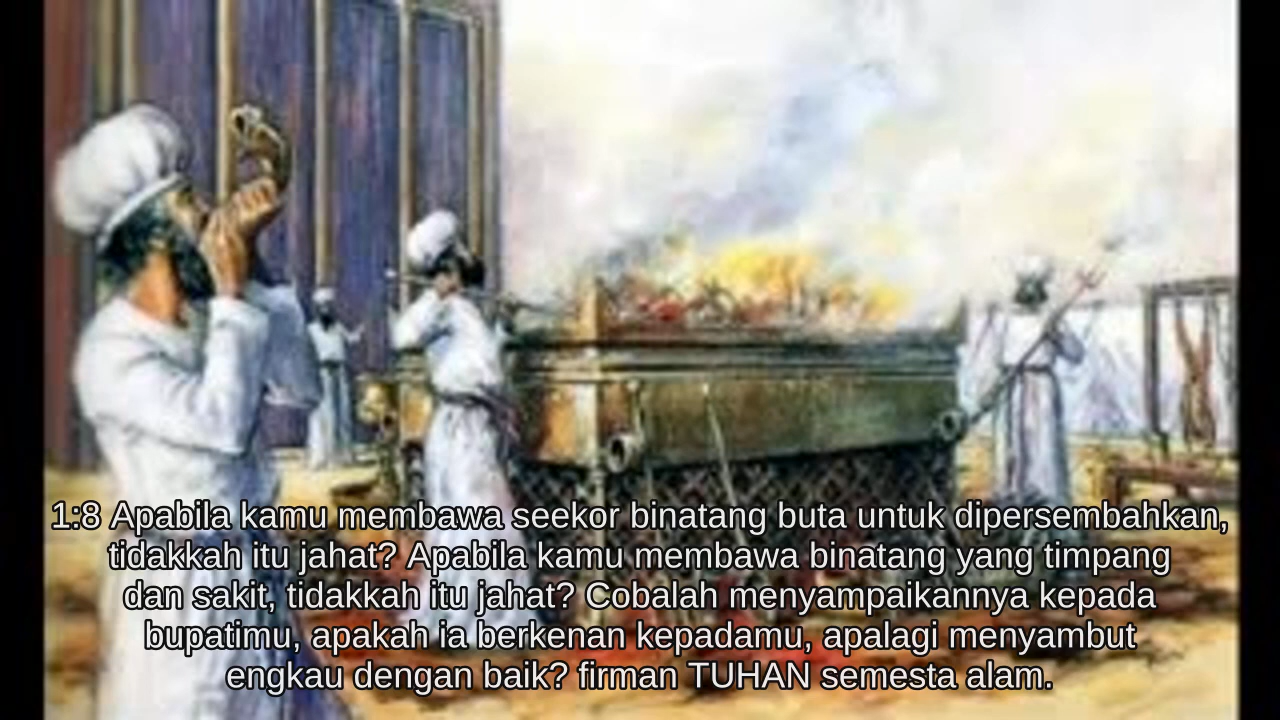 1:8 Apabila kamu membawa seekor binatang buta untuk dipersembahkan,
tidakkah itu jahat? Apabila kamu membawa binatang yang timpang
dan sakit, tidakkah itu jahat? Cobalah menyampaikannya kepada
bupatimu, apakah ia berkenan kepadamu, apalagi menyambut
engkau dengan baik? firman TUHAN semesta alam.